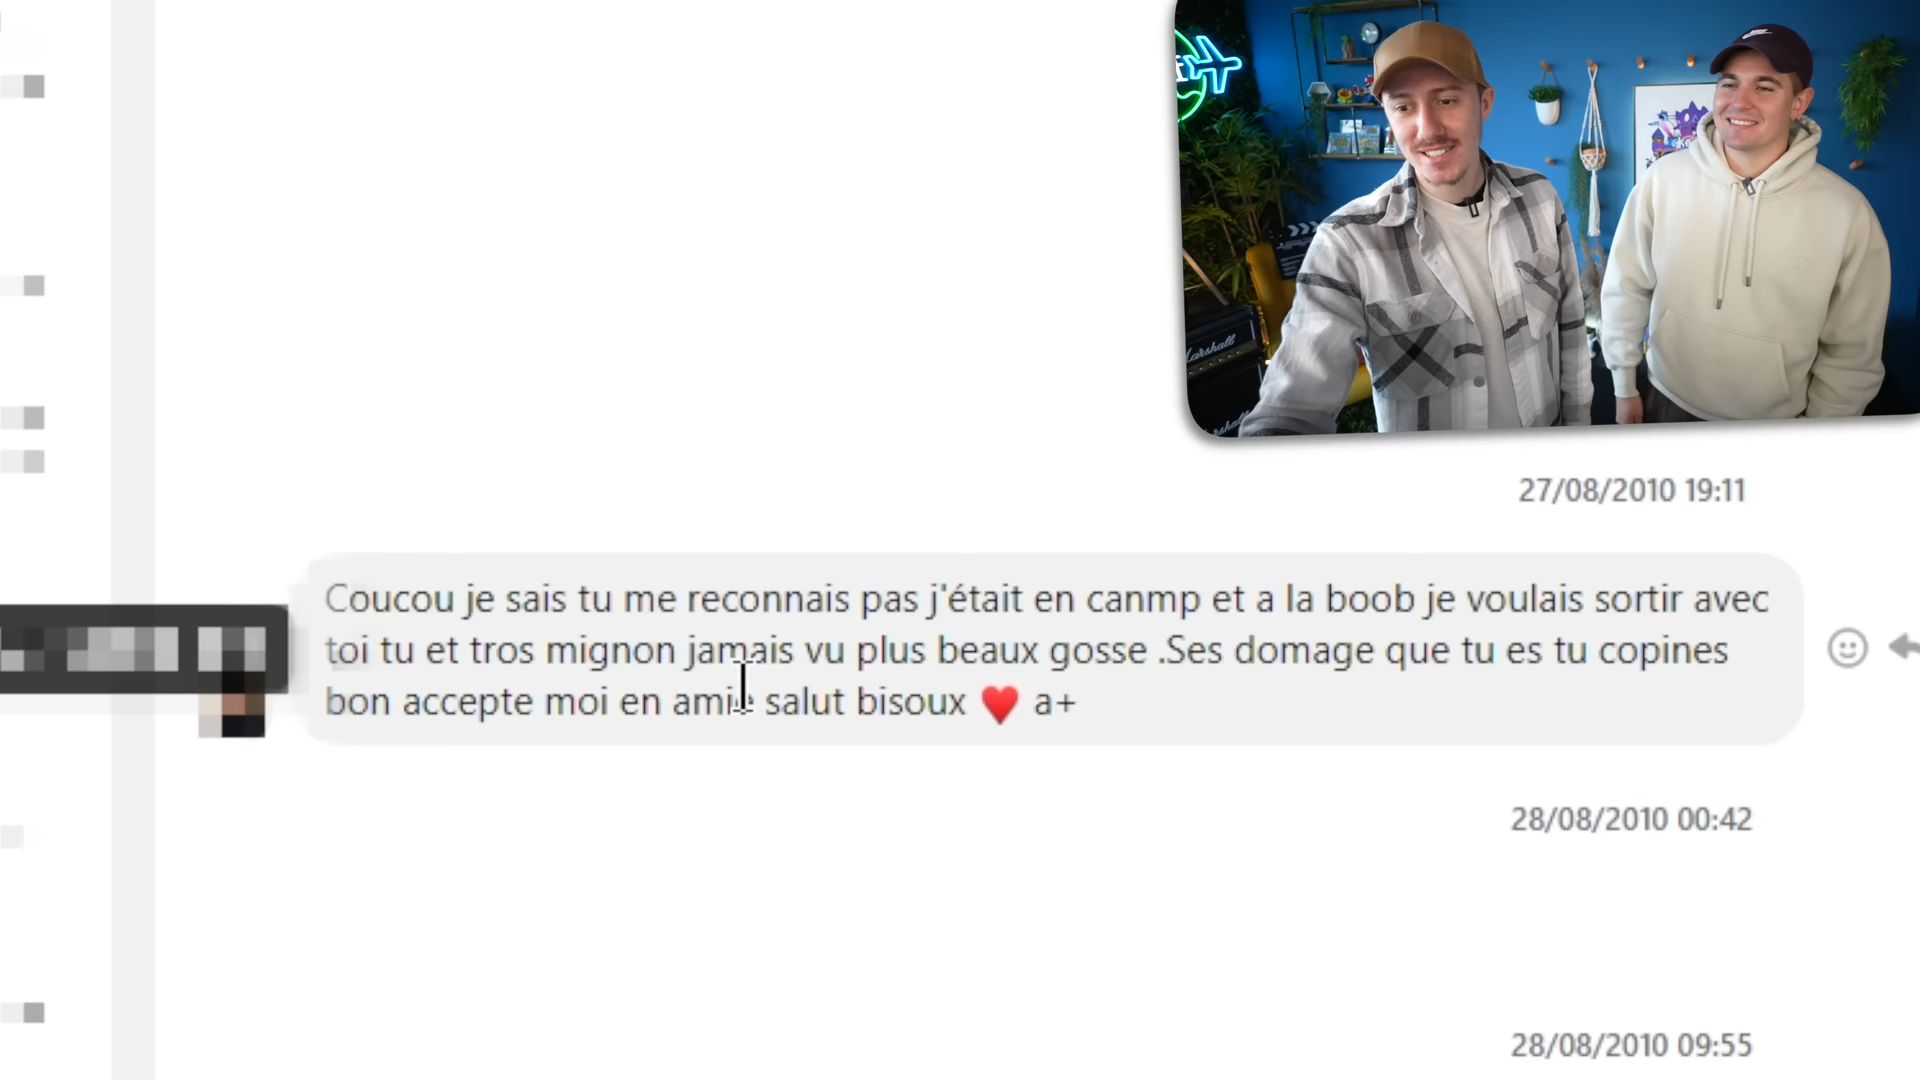 27/08/2010 19:11
Coucou je sais tu me reconnais pas j'était en canmp et a la boob je voulais sortir avec
toi tu et tros mignon jamais vu plus beaux gosse .Ses domage que tu es tu copines
bon accepte moi en amie salut bisoux ❤️ a+
28/08/2010 00:42
28/08/2010 09:55
Marshall